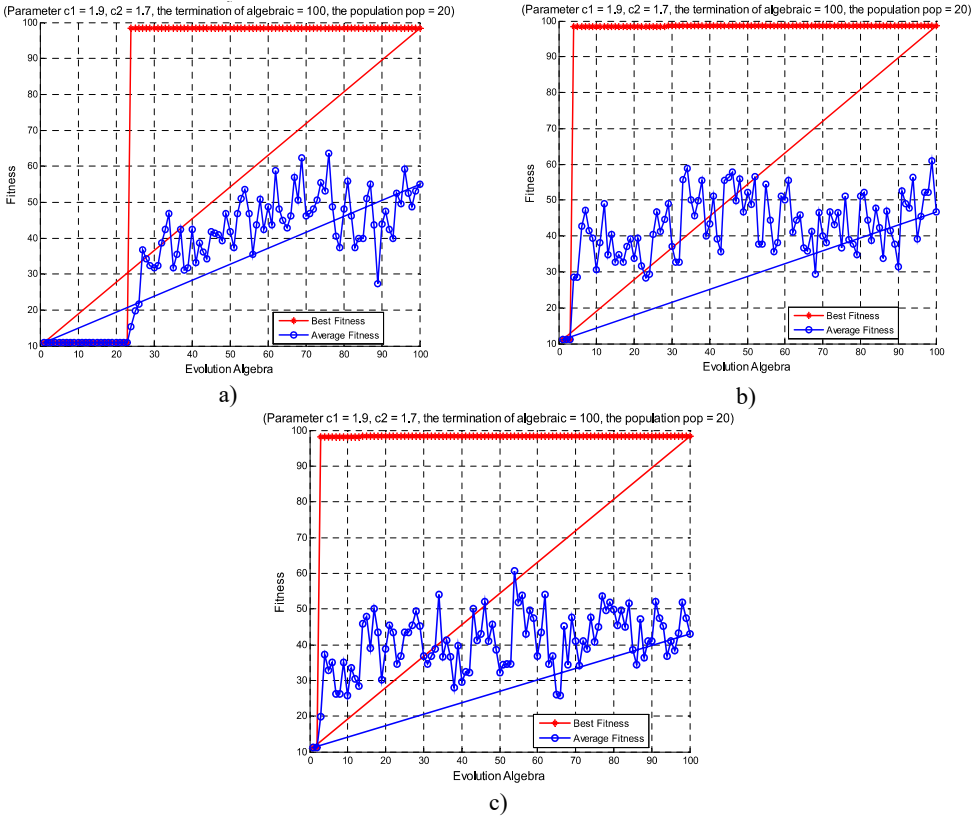 (Parameter c1 = 1.9, c2 = 1.7, the termination of algebraic = 100, the population pop = 20)
100
90
80
70
60
50
40
30
20
10
Fitness
0 10 20 30 40 50 60 70 80 90 100
Evolution Algebra
Best Fitness
Average Fitness
a)
(Parameter c1 = 1.9, c2 = 1.7, the termination of algebraic = 100, the population pop = 20)
100
90
80
70
60
50
40
30
20
10
Fitness
0 10 20 30 40 50 60 70 80 90 100
Evolution Algebra
Best Fitness
Average Fitness
b)
(Parameter c1 = 1.9, c2 = 1.7, the termination of algebraic = 100, the population pop = 20)
100
90
80
70
60
50
40
30
20
10
Fitness
0 10 20 30 40 50 60 70 80 90 100
Evolution Algebra
Best Fitness
Average Fitness
c)